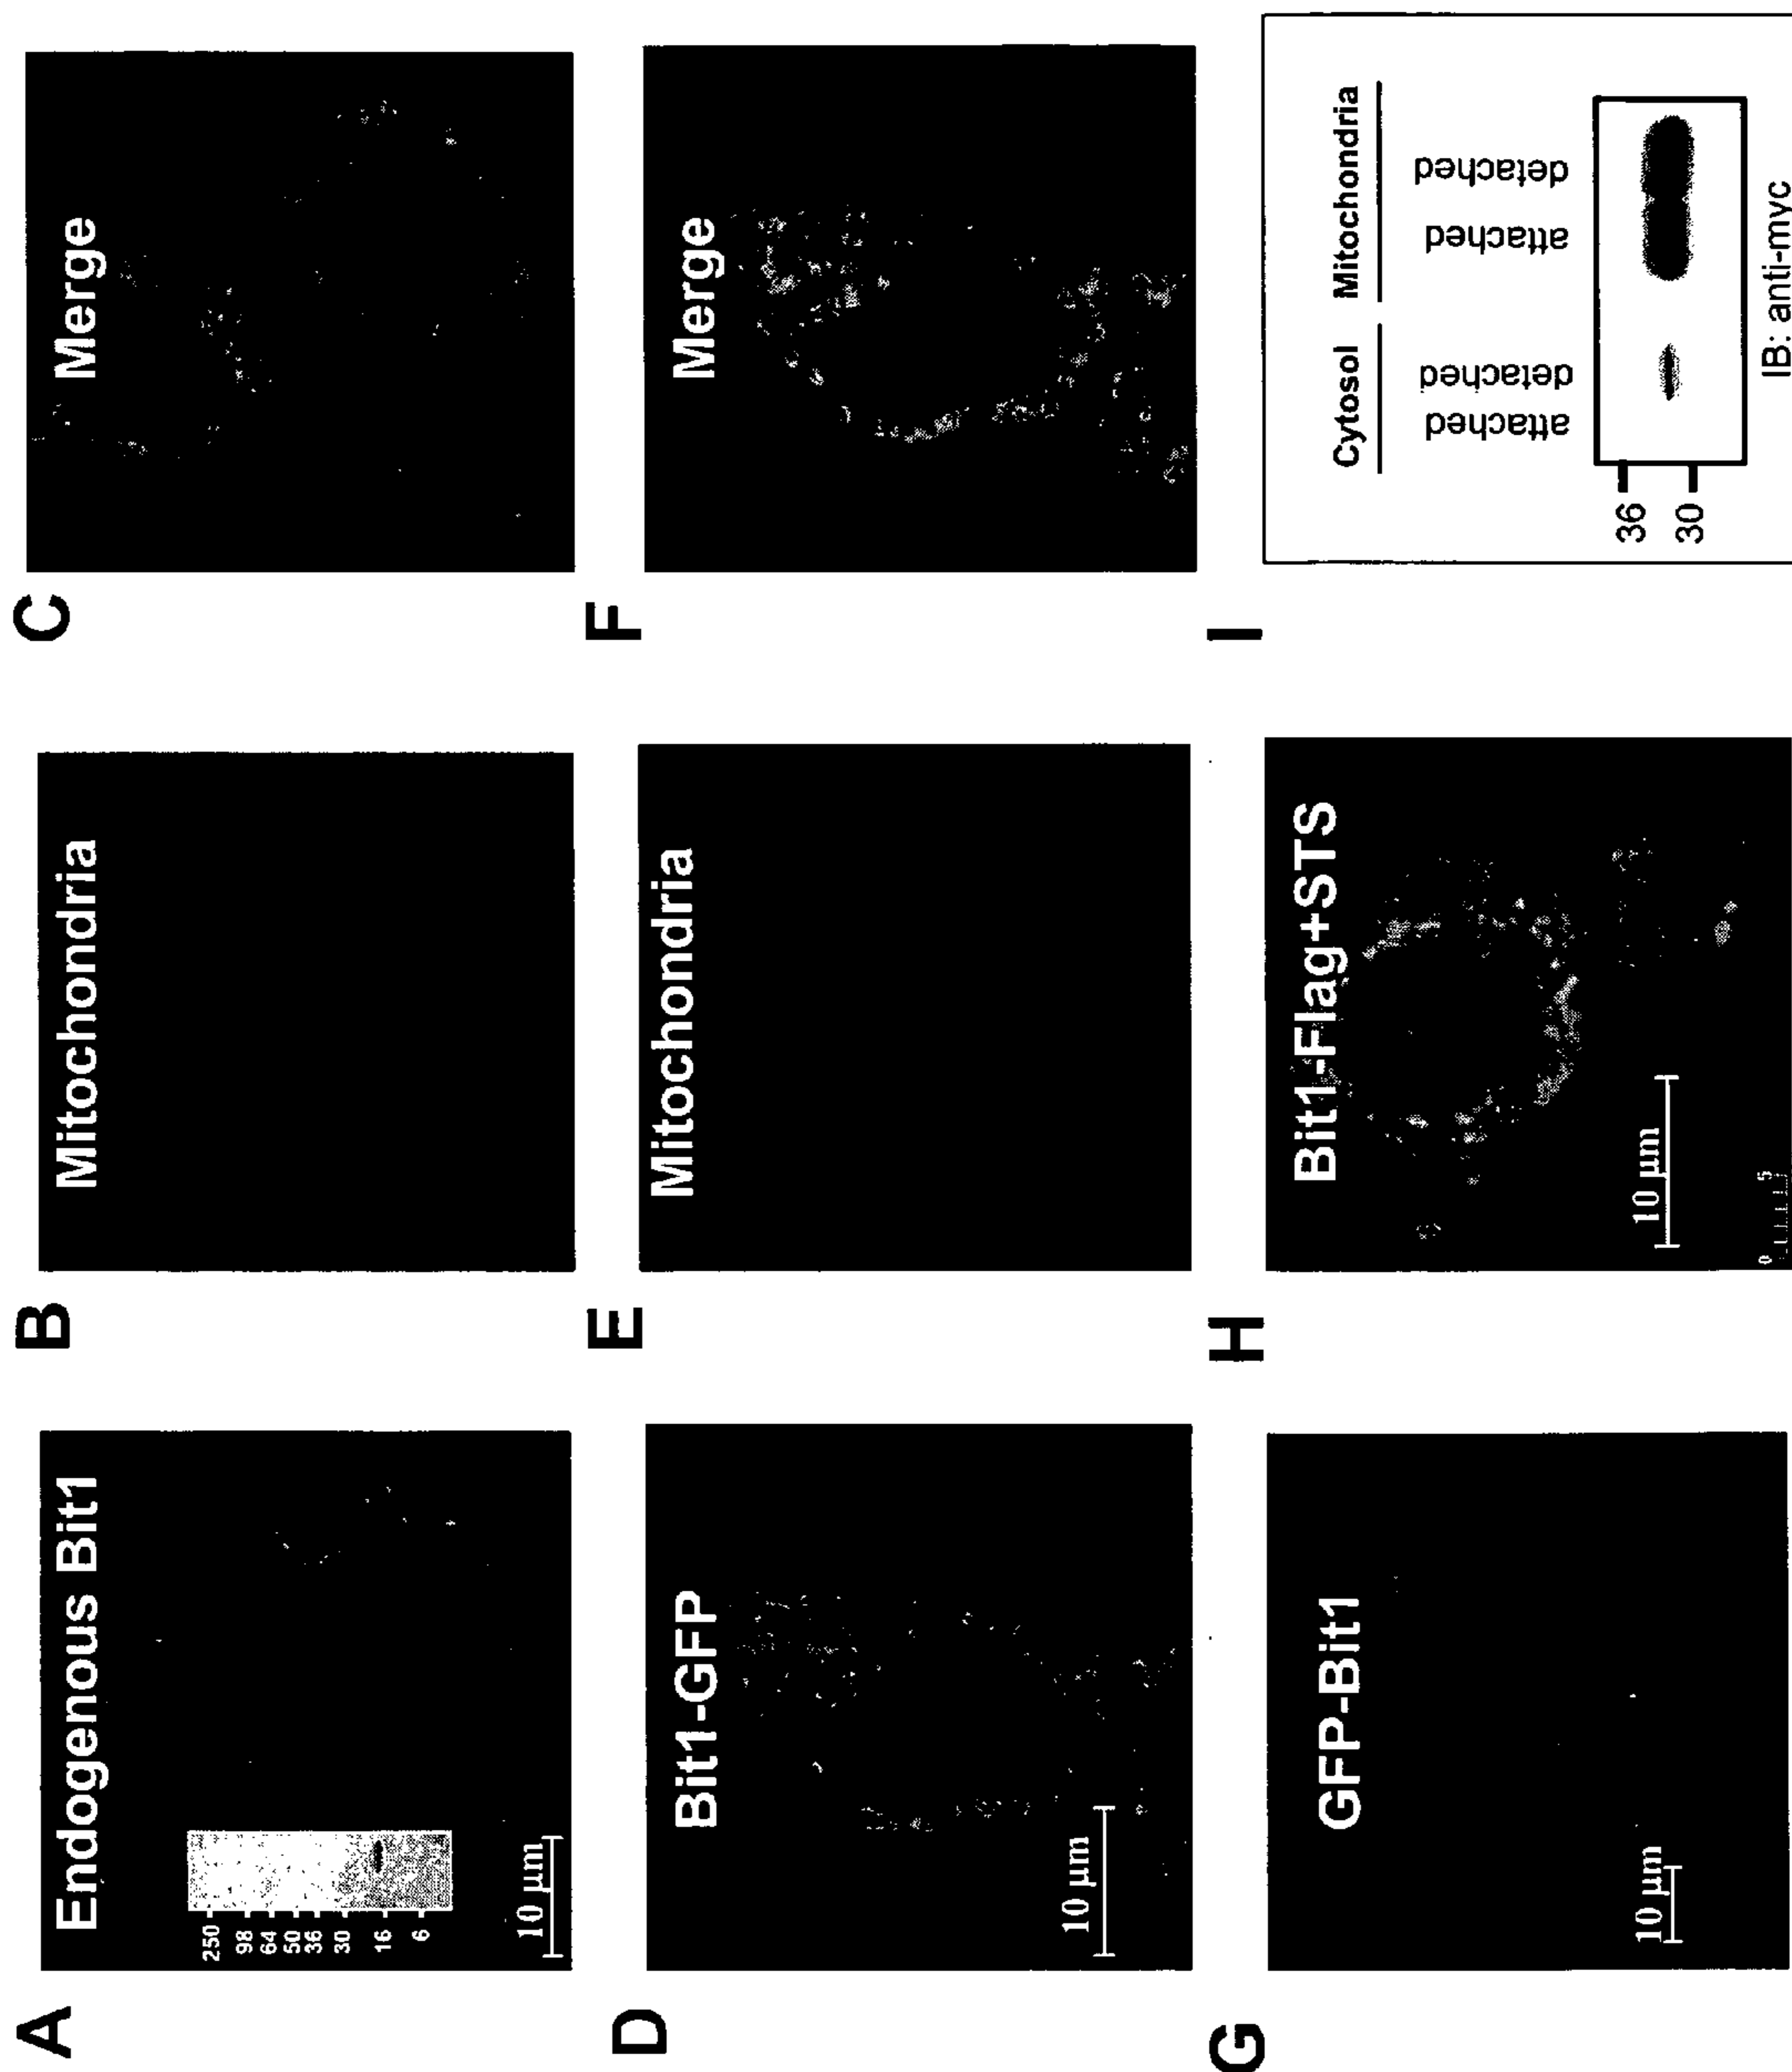 A
Endogenous Bit1
250
98
64
50
36
30
16
6
10 µm
B
Mitochondria
C
Merge
D
Bit1-GFP
10 µm
E
Mitochondria
F
Merge
G
GFP-Bit1
10 µm
H
Bit1-Flag+STS
10 µm
0 5
I
Cytosol Mitochondria
attached detached attached detached
36
30
IB: anti-myc